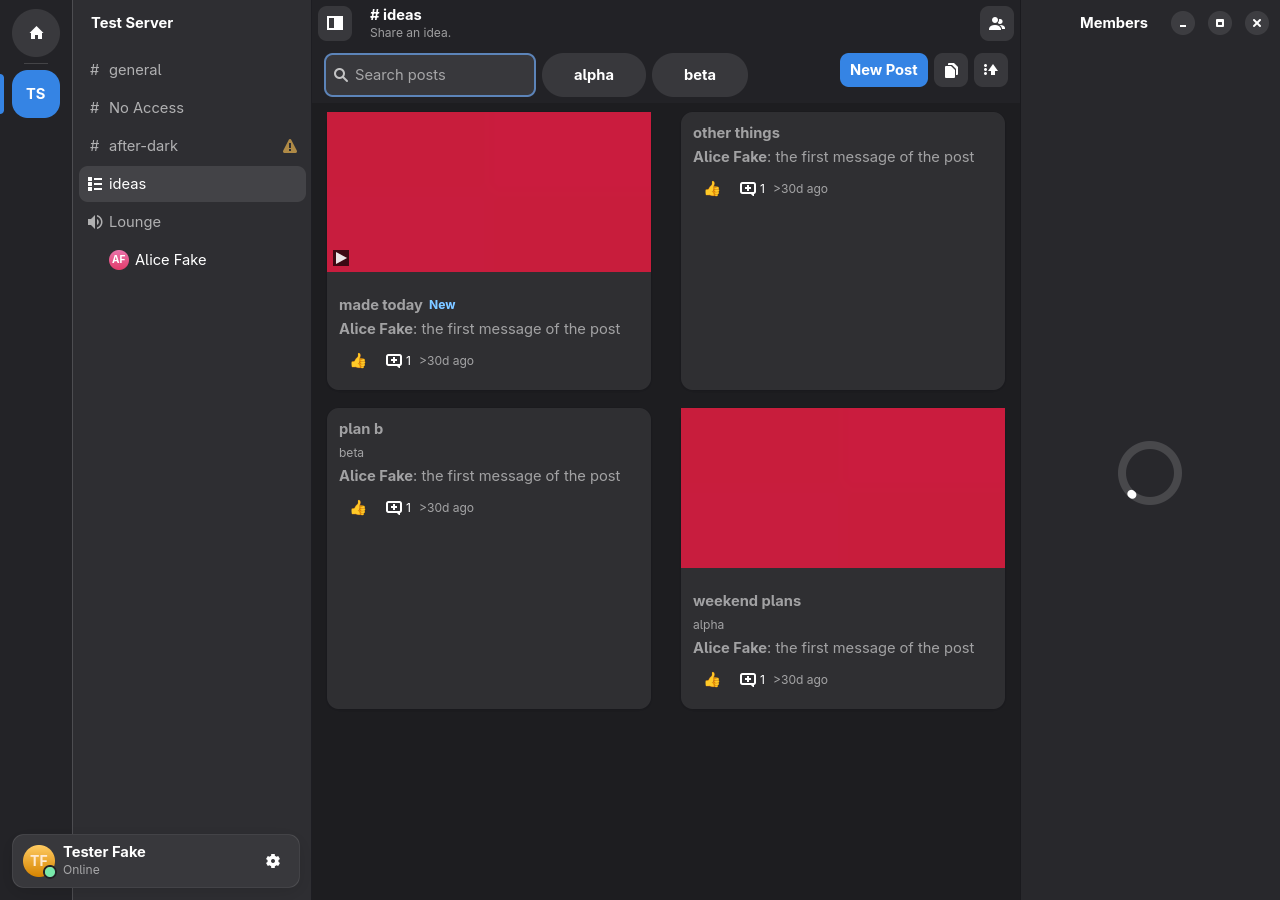 TS
Test Server
# general
# No Access
# after-dark
ideas
Lounge
AF Alice Fake
TF
Tester Fake
Online
# ideas
Share an idea.
Search posts
alpha
beta
New Post
made today New
Alice Fake: the first message of the post
👍 1 >30d ago
other things
Alice Fake: the first message of the post
👍 1 >30d ago
plan b
beta
Alice Fake: the first message of the post
👍 1 >30d ago
weekend plans
alpha
Alice Fake: the first message of the post
👍 1 >30d ago
Members